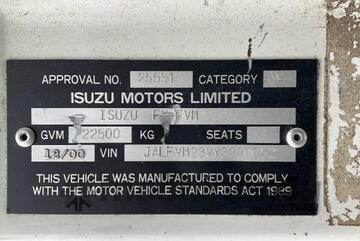 APPROVAL NO. 25551 CATEGORY
ISUZU MOTORS LIMITED
ISUZU
GVM 22500 KG SEATS
VIN
THIS VEHICLE WAS MANUFACTURED TO COMPLY
WITH THE MOTOR VEHICLE STANDARDS ACT 1989